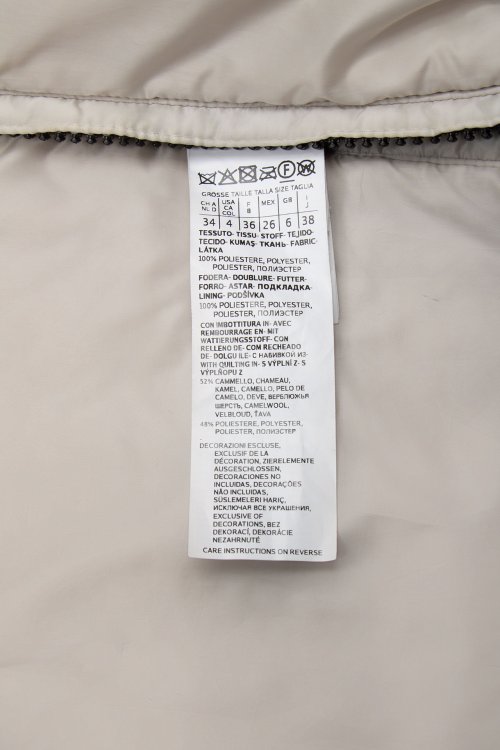 GRÖSSE TAILLE TALLA SIZE TAGLIA
CH A NL D USA CA COL F B MEX GB I J
34 4 36 26 6 38
TESSUTO- TISSU- STOFF- TEJIDO-
TECIDO- KUMAŞ- ТКАНЬ- FABRIC-
LÁTKA
100% POLIESTERE, POLYESTER,
POLIESTER, ПОЛИЭСТЕР
FODERA- DOUBLURE- FUTTER-
FORRO- ASTAR- ПОДКЛАДКА-
LINING- PODŠÍVKA
100% POLIESTERE, POLYESTER,
POLIESTER, ПОЛИЭСТЕР
CON IMBOTTITURA IN- AVEC
REMBOURRAGE EN- MIT
WATTIERUNGSSTOFF- CON
RELLENO DE- COM RECHEADO
DE- DOLGU ILE- С НАБИВКОЙ ИЗ-
WITH QUILTING IN- S VÝPLNÍ Z- S
VÝPLŇOU Z
52% CAMMELLO, CHAMEAU,
KAMEL, CAMELLO, PELO DE
CAMELO, DEVE, ВЕРБЛЮЖЬЯ
ШЕРСТЬ, CAMELWOOL,
VELBLOUD, ŤAVA
48% POLIESTERE, POLYESTER,
POLIESTER, ПОЛИЭСТЕР
DECORAZIONI ESCLUSE,
EXCLUSIF DE LA
DÉCORATION, ZIERELEMENTE
AUSGESCHLOSSEN,
DECORACIONES NO
INCLUIDAS, DECORAÇÕES
NÃO INCLUIDAS,
SÜSLEMELERI HARIÇ,
ИСКЛЮЧАЯ ВСЕ УКРАШЕНИЯ,
EXCLUSIVE OF
DECORATIONS, BEZ
DEKORACÍ, DEKORÁCIE
NEZAHRNUTÉ
CARE INSTRUCTIONS ON REVERSE